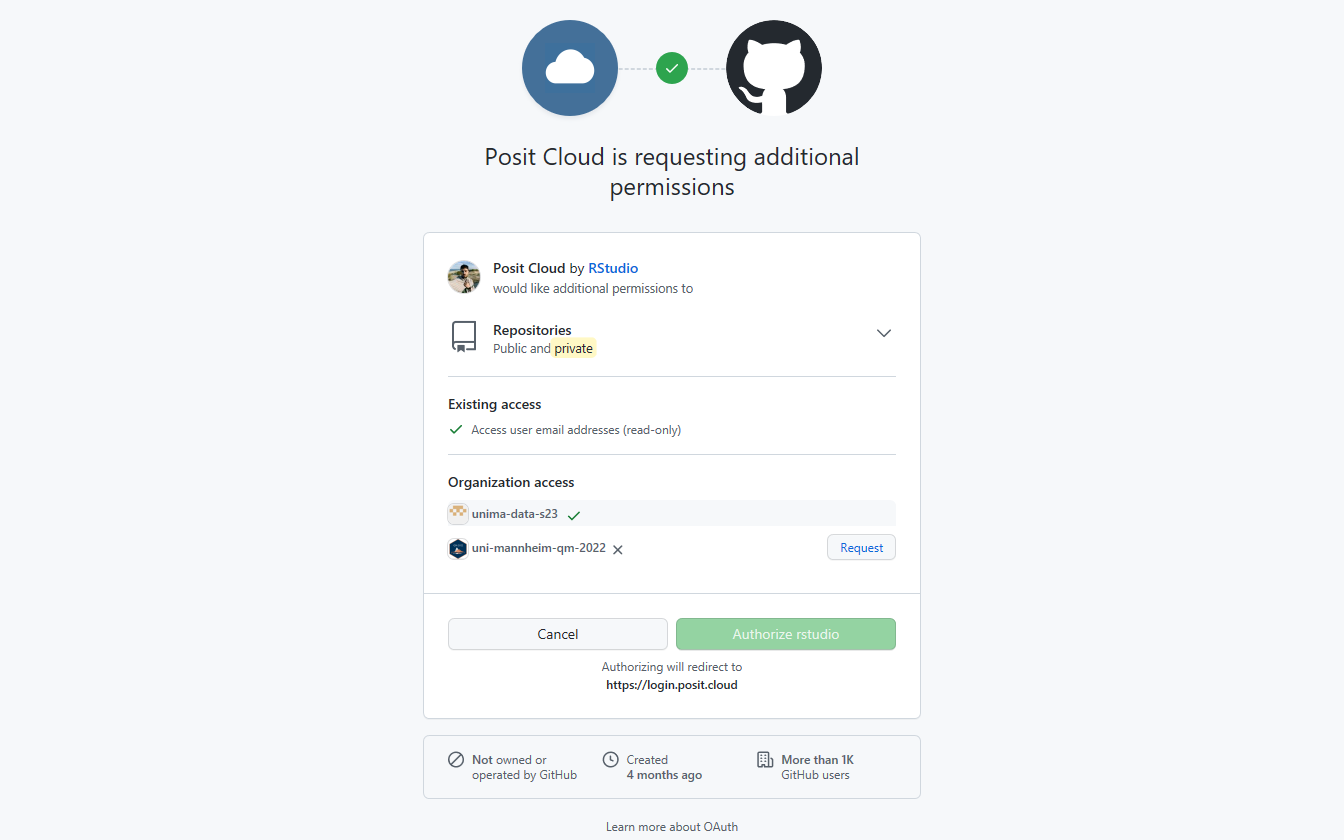 Posit Cloud is requesting additional
permissions
Posit Cloud by RStudio
would like additional permissions to
Repositories
Public and private
Existing access
Access user email addresses (read-only)
Organization access
unima-data-s23
uni-mannheim-qm-2022
Request
Cancel
Authorize rstudio
Authorizing will redirect to
https://login.posit.cloud
Not owned or
operated by GitHub
Created
4 months ago
More than 1K
GitHub users
Learn more about OAuth